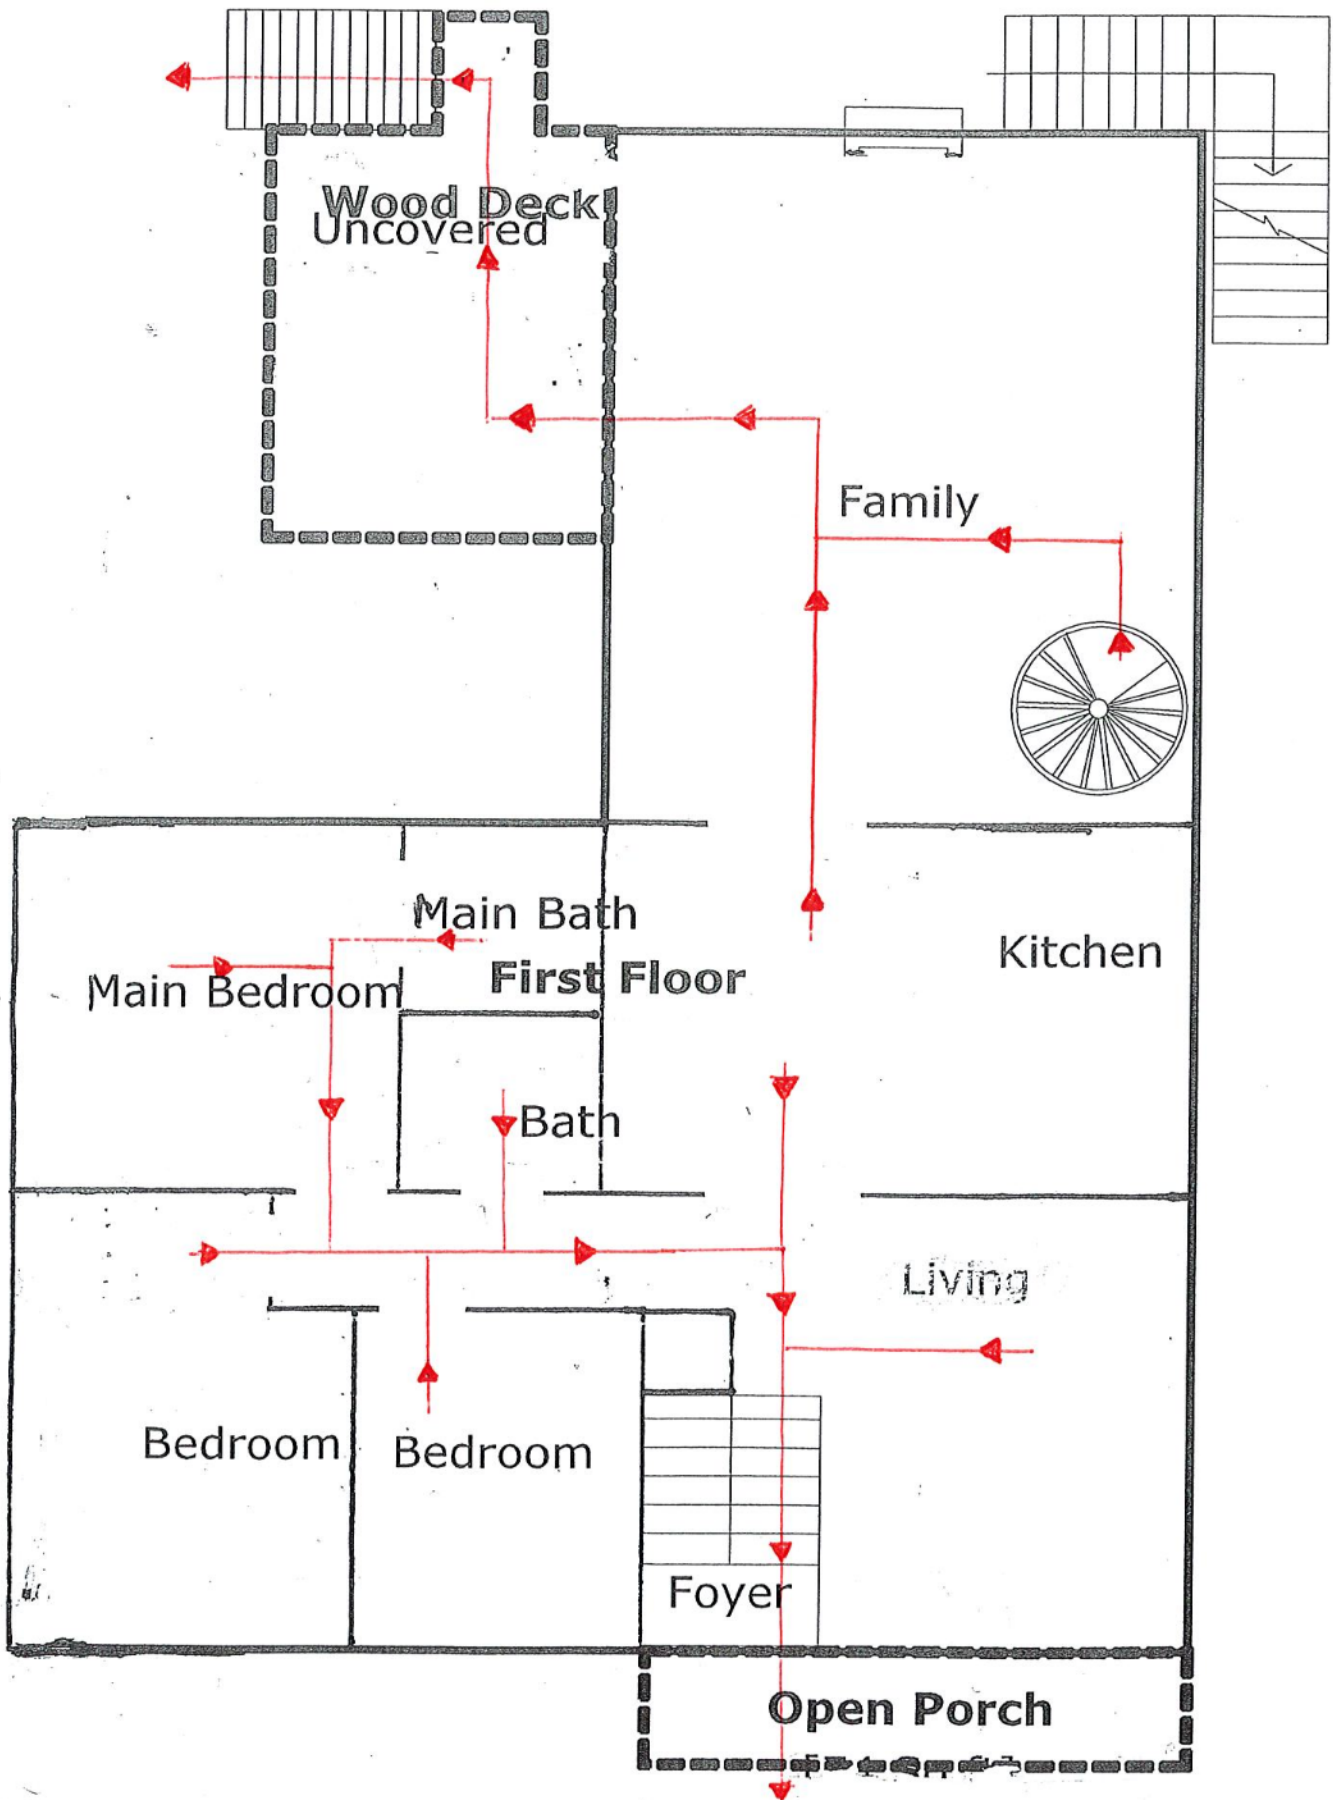 Wood Deck
Uncovered
Family
Main Bath
Kitchen
First Floor
Main Bedroom
Bath
Living
Bedroom
Bedroom
Foyer
Open Porch